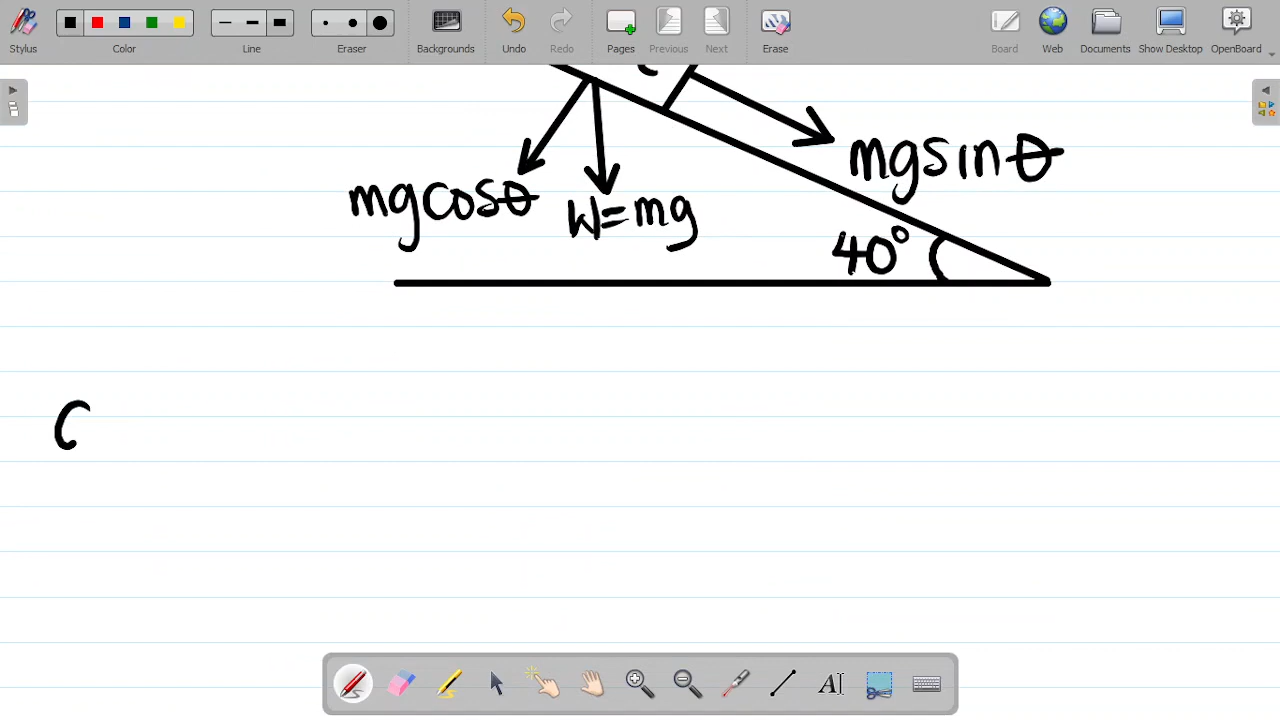 Stylus Color Line Eraser Backgrounds Undo Redo Pages Previous Next Erase Board Web Documents Show Desktop OpenBoard
mgsinθ
mgcosθ
W=mg
40°
C